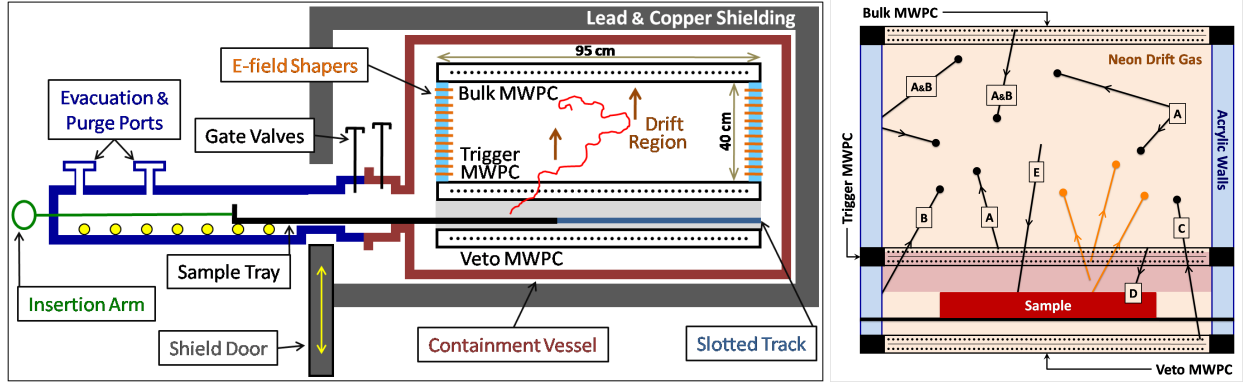 Lead & Copper Shielding
95 cm
E-field Shapers
Bulk MWPC
Evacuation &
Purge Ports
Gate Valves
Drift
Region
40 cm
Trigger
MWPC
Sample Tray
Veto MWPC
Insertion Arm
Shield Door
Containment Vessel
Slotted Track
Bulk MWPC
Neon Drift Gas
A&B
A&B
A
Acrylic Walls
Trigger MWPC
E
B
A
C
D
Sample
Veto MWPC